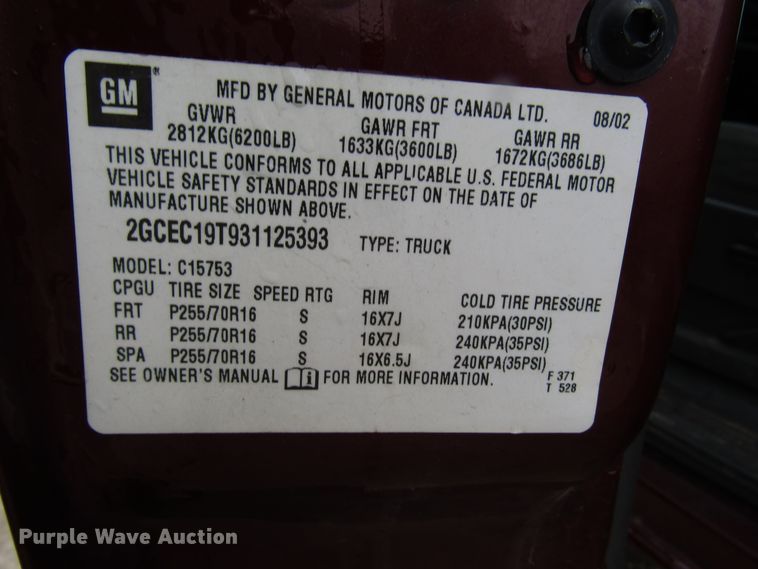 GM ®
MFD BY GENERAL MOTORS OF CANADA LTD. 08/02
GVWR GAWR FRT GAWR RR
2812KG(6200LB) 1633KG(3600LB) 1672KG(3686LB)
THIS VEHICLE CONFORMS TO ALL APPLICABLE U.S. FEDERAL MOTOR
VEHICLE SAFETY STANDARDS IN EFFECT ON THE DATE OF
MANUFACTURE SHOWN ABOVE.
2GCEC19T931125393 TYPE: TRUCK
MODEL: C15753
CPGU TIRE SIZE SPEED RTG RIM COLD TIRE PRESSURE
FRT P255/70R16 S 16X7J 210KPA(30PSI)
RR P255/70R16 S 16X7J 240KPA(35PSI)
SPA P255/70R16 S 16X6.5J 240KPA(35PSI)
SEE OWNER'S MANUAL i FOR MORE INFORMATION. F 371
T 528
Purple Wave Auction